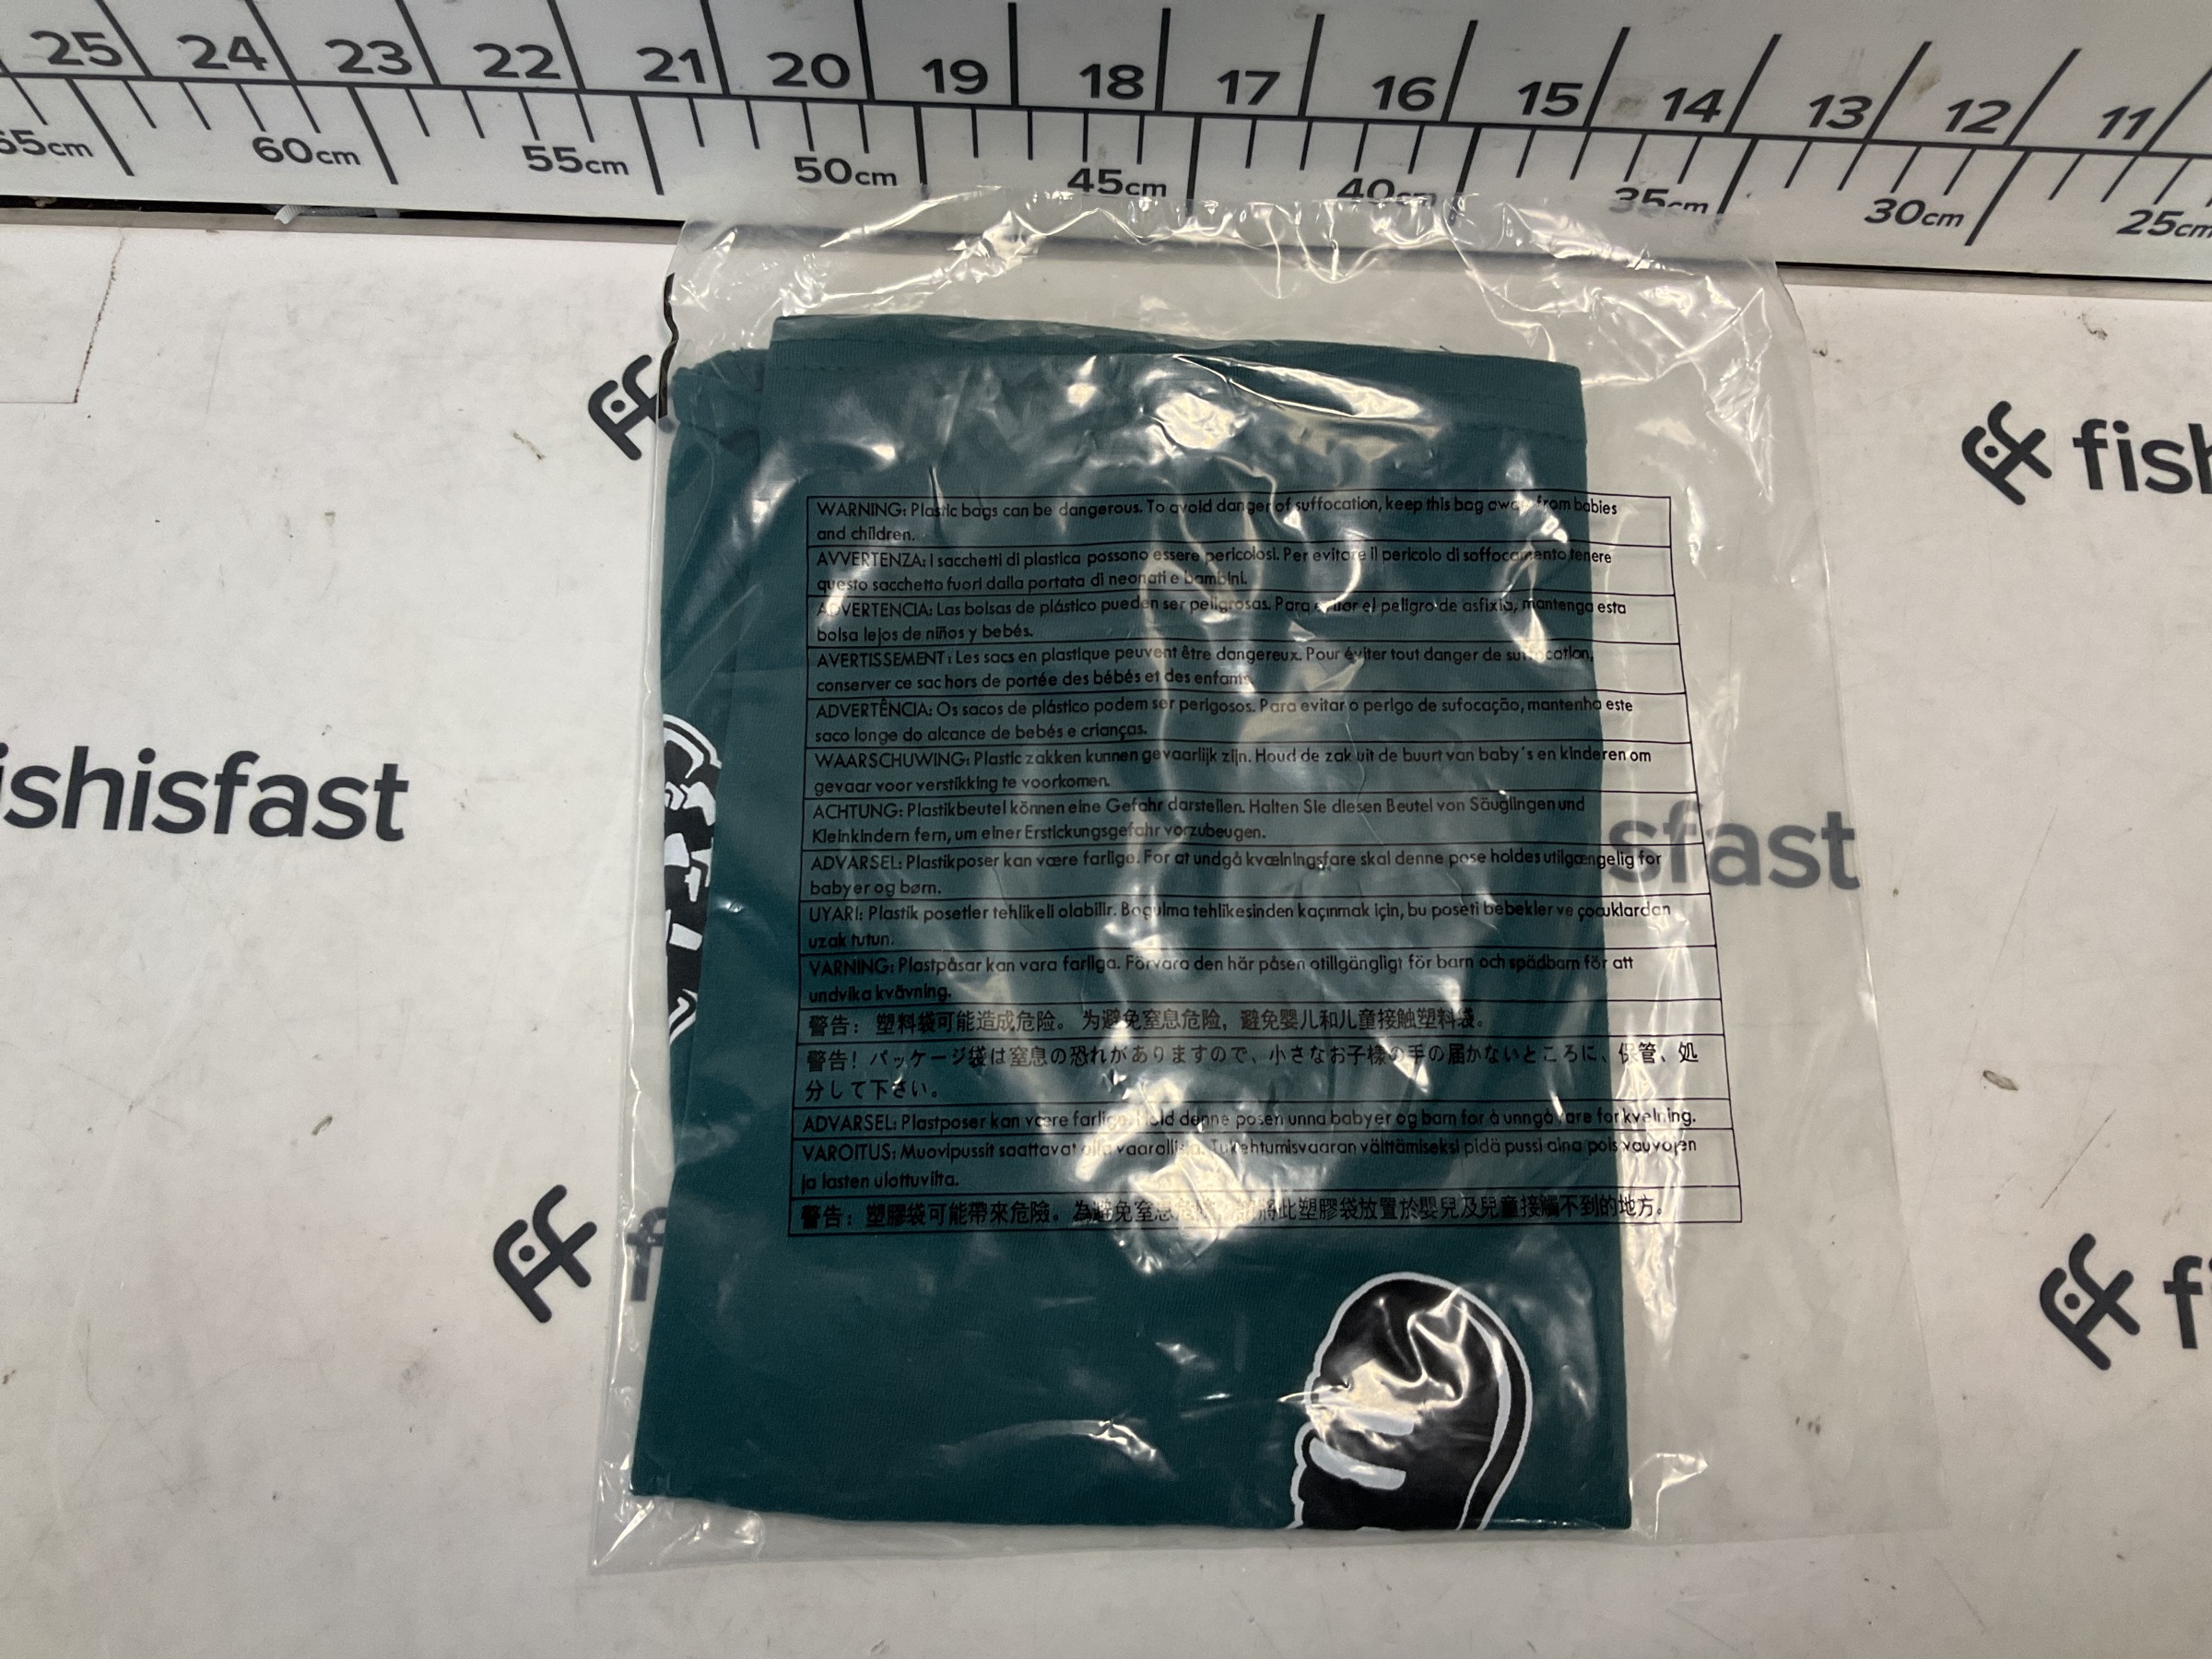 25 24 23 22 21 20 19 18 17 16 15 14 13 12 11
65cm 60cm 55cm 50cm 45cm 40cm 35cm 30cm 25cm
fish
WARNING: Plastic bags can be dangerous. To avoid danger of suffocation, keep this bag away from babies
and children.
AVVERTENZA: I sacchetti di plastica possono essere pericolosi. Per evitare il pericolo di soffocamento tenere
questo sacchetto fuori dalla portata di neonati e bambini.
ADVERTENCIA: Las bolsas de plástico pueden ser peligrosas. Para evitar el peligro de asfixia, mantenga esta
bolsa lejos de niños y bebés.
AVERTISSEMENT: Les sacs en plastique peuvent être dangereux. Pour éviter tout danger de suffocation,
conserver ce sac hors de portée des bébés et des enfants
ADVERTÊNCIA: Os sacos de plástico podem ser perigosos. Para evitar o perigo de sufocação, mantenha este
saco longe do alcance de bebés e crianças.
WAARSCHUWING: Plastic zakken kunnen gevaarlijk zijn. Houd de zak uit de buurt van baby's en kinderen om
gevaar voor verstikking te voorkomen.
ishisfast
ACHTUNG: Plastikbeutel können eine Gefahr darstellen. Halten Sie diesen Beutel von Säuglingen und
Kleinkindern fern, um einer Erstickungsgefahr vorzubeugen.
sfast
ADVARSEL: Plastikposer kan være farlige. For at undgå kvælningsfare skal denne pose holdes utilgængelig for
babyer og børn.
UYARI: Plastik posetler tehlikeli olabilir. Bogulma tehlikesinden kaçınmak için, bu poseti bebekler ve çocuklardan
uzak tutun.
VARNING: Plastpåsar kan vara farliga. Förvara den här påsen otillgängligt för barn och spädbarn för att
undvika kvävning.
警告：塑料袋可能造成危险。 为避免窒息危险，避免婴儿和儿童接触塑料袋。
警告！パッケージ袋は窒息の恐れがありますので、小さなお子様の手の届かないところに、保管、処
分して下さい。
ADVARSEL: Plastposer kan være farlige. Hold denne posen unna babyer og barn for å unngå fare for kvelning.
VAROITUS: Muovipussit saattavat olla vaarallisia. Tukehtumisvaaran välttämiseksi pidä pussi aina pois vauvojen
ja lasten ulottuvilta.
警告：塑膠袋可能帶來危險。為避免窒息 將此塑膠袋放置於嬰兒及兒童接觸不到的地方。
f
f